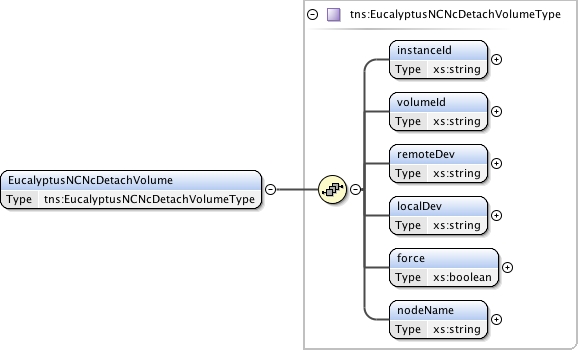 tns:EucalyptusNCNcDetachVolumeType
instanceId
Type xs:string
volumeId
Type xs:string
remoteDev
Type xs:string
EucalyptusNCNcDetachVolume
Type tns:EucalyptusNCNcDetachVolumeType
localDev
Type xs:string
force
Type xs:boolean
nodeName
Type xs:string